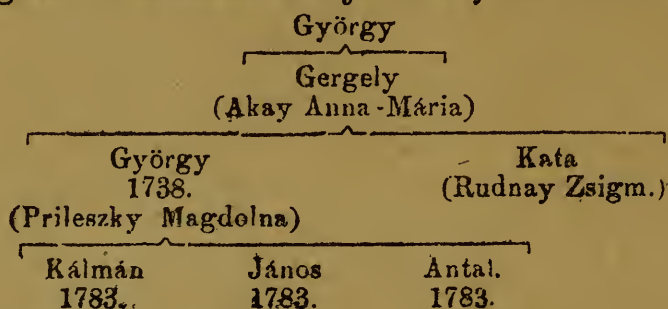 György
Gergely
(Akay Anna-Mária)
György Kata
1738. (Rudnay Zsigm.)
(Prileszky Magdolna)
Kálmán János Antal.
1783. 1783. 1783.